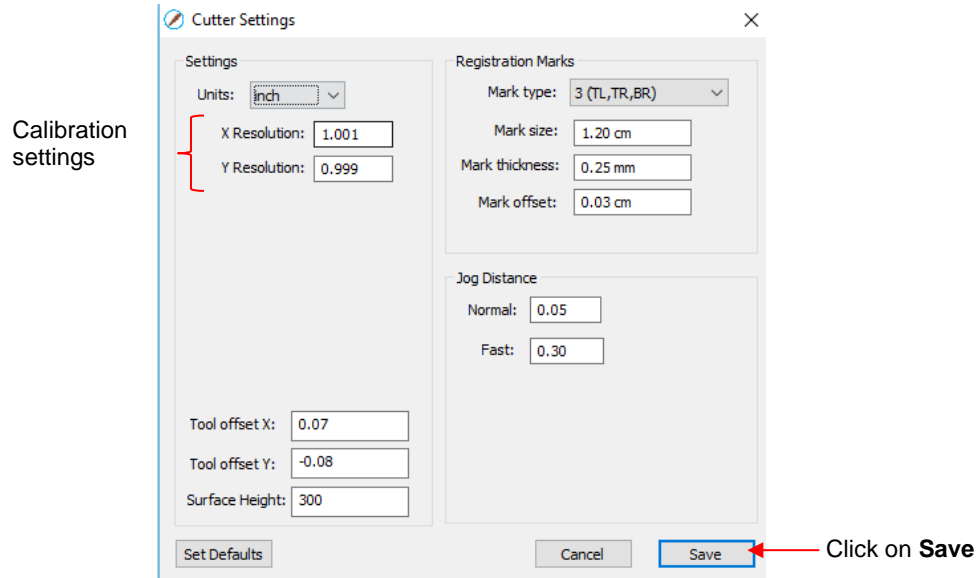 Cutter Settings
Calibration
settings
Settings
Units: inch
X Resolution: 1.001
Y Resolution: 0.999
Tool offset X: 0.07
Tool offset Y: -0.08
Surface Height: 300
Registration Marks
Mark type: 3 (TL,TR,BR)
Mark size: 1.20 cm
Mark thickness: 0.25 mm
Mark offset: 0.03 cm
Jog Distance
Normal: 0.05
Fast: 0.30
Set Defaults
Cancel
Save
Click on Save